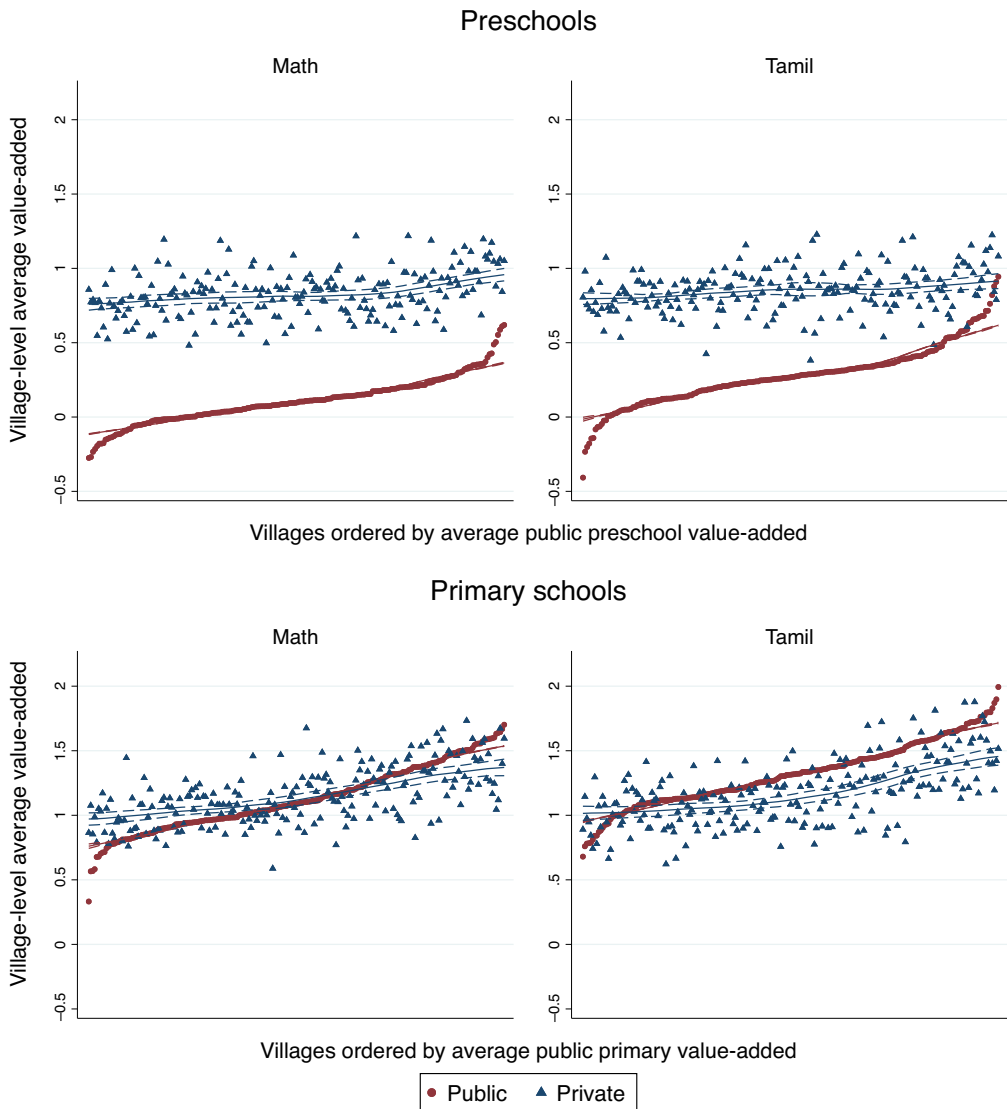 Preschools
Math
Tamil
Village-level average value-added
2
1.5
1
0.5
0
−0.5
2
1.5
1
0.5
0
−0.5
Villages ordered by average public preschool value-added
Primary schools
Math
Tamil
Village-level average value-added
2
1.5
1
0.5
0
−0.5
2
1.5
1
.5
0
−0.5
Villages ordered by average public primary value-added
Public
Private